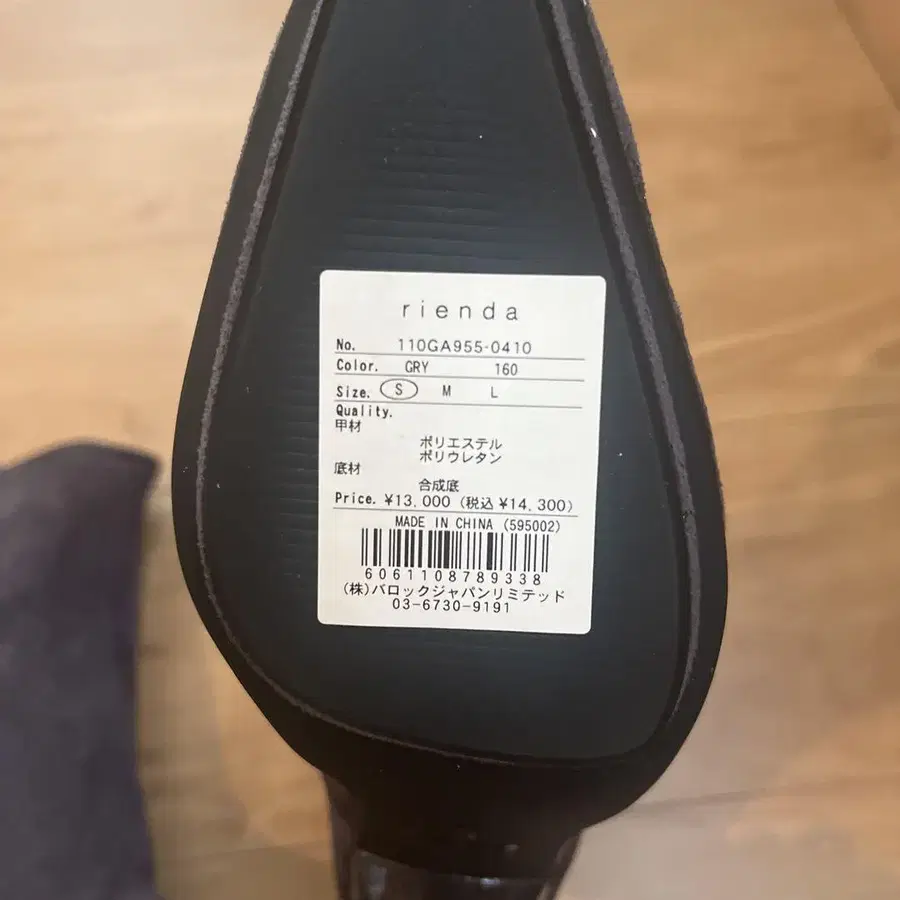 rienda
No. 110GA955-0410
Color. GRY 160
Size. S M L
Quality.
甲材
ポリエステル
ポリウレタン
底材
合成底
Price. ¥13,000 (税込 ¥14,300)
MADE IN CHINA (595002)
6061108789338
(株)バロックジャパンリミテッド
03-6730-9191